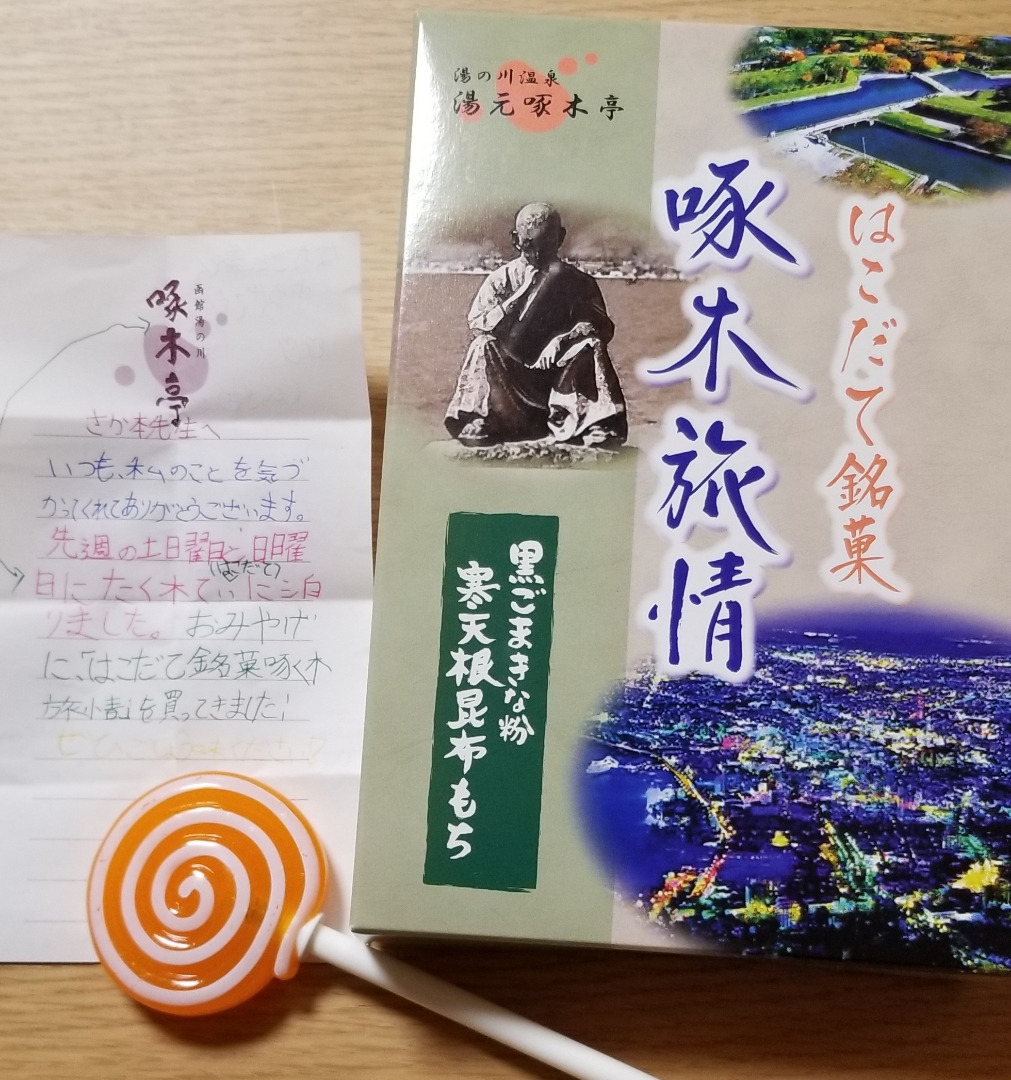 函館湯の川
啄木亭
さか本先生へ
いつも、私のことを気づ
かってくれてありがとうございます。
先週の土曜日と日曜
(はこだて)
日にたく木ていに泊
りました。おみやげ
に、「はこだて銘菓啄く木
旅情」を買ってきました!
湯の川温泉
湯元啄木亭
はこだて銘菓
啄木旅情
黒ごまきな粉
寒天根昆布もち